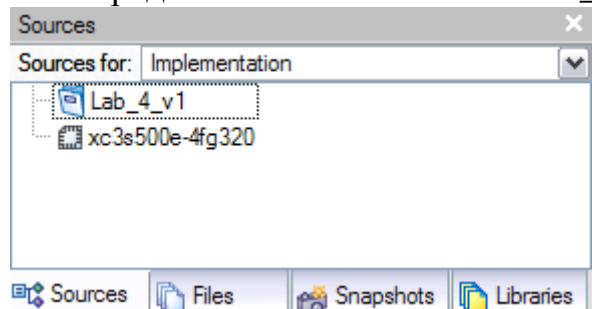 Sources
Sources for: Implementation
Lab_4_v1
xc3s500e-4fg320
Sources Files Snapshots Libraries